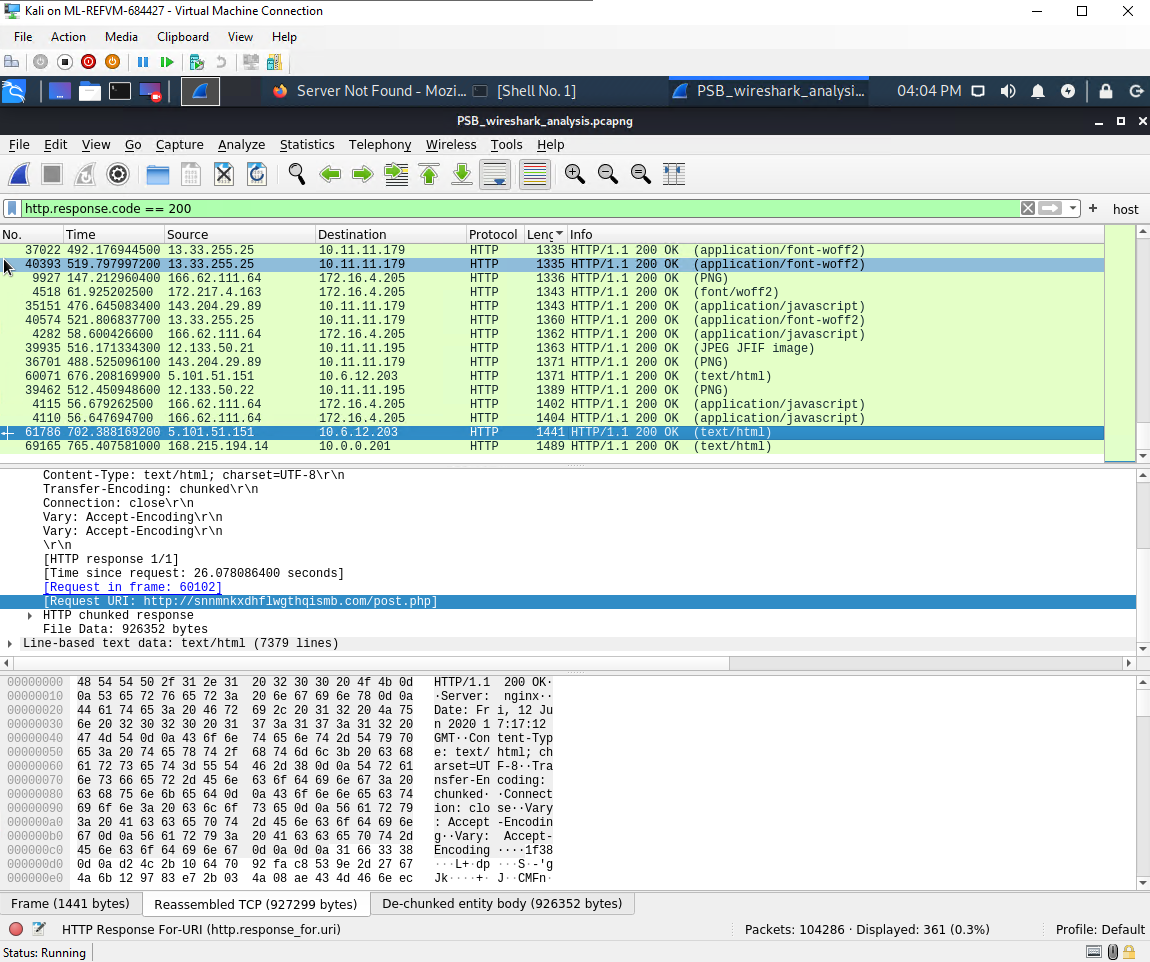 Kali on ML-REFVM-684427 - Virtual Machine Connection
File Action Media Clipboard View Help
Server Not Found - Mozi... [Shell No. 1] PSB_wireshark_analysi... 04:04 PM
PSB_wireshark_analysis.pcapng
File Edit View Go Capture Analyze Statistics Telephony Wireless Tools Help
http.response.code == 200 + host
No. Time Source Destination Protocol Leng Info
37022 492.176944500 13.33.255.25 10.11.11.179 HTTP 1335 HTTP/1.1 200 OK (application/font-woff2)
40393 519.797997200 13.33.255.25 10.11.11.179 HTTP 1335 HTTP/1.1 200 OK (application/font-woff2)
9927 147.212960400 166.62.111.64 172.16.4.205 HTTP 1336 HTTP/1.1 200 OK (PNG)
4518 61.925202500 172.217.4.163 172.16.4.205 HTTP 1343 HTTP/1.1 200 OK (font/woff2)
35151 476.645083400 143.204.29.89 10.11.11.179 HTTP 1343 HTTP/1.1 200 OK (application/javascript)
40574 521.806837700 13.33.255.25 10.11.11.179 HTTP 1360 HTTP/1.1 200 OK (application/font-woff2)
4282 58.600426600 166.62.111.64 172.16.4.205 HTTP 1362 HTTP/1.1 200 OK (application/javascript)
39935 516.171334300 12.133.50.21 10.11.11.195 HTTP 1363 HTTP/1.1 200 OK (JPEG JFIF image)
36701 488.525096100 143.204.29.89 10.11.11.179 HTTP 1371 HTTP/1.1 200 OK (PNG)
60071 676.208169900 5.101.51.151 10.6.12.203 HTTP 1371 HTTP/1.1 200 OK (text/html)
39462 512.450948600 12.133.50.22 10.11.11.195 HTTP 1389 HTTP/1.1 200 OK (PNG)
4115 56.679262500 166.62.111.64 172.16.4.205 HTTP 1402 HTTP/1.1 200 OK (application/javascript)
4110 56.647694700 166.62.111.64 172.16.4.205 HTTP 1404 HTTP/1.1 200 OK (application/javascript)
61786 702.388169200 5.101.51.151 10.6.12.203 HTTP 1441 HTTP/1.1 200 OK (text/html)
69165 765.407581000 168.215.194.14 10.0.0.201 HTTP 1489 HTTP/1.1 200 OK (text/html)
Content-Type: text/html; charset=UTF-8\r\n
Transfer-Encoding: chunked\r\n
Connection: close\r\n
Vary: Accept-Encoding\r\n
Vary: Accept-Encoding\r\n
\r\n
[HTTP response 1/1]
[Time since request: 26.078086400 seconds]
[Request in frame: 60102]
[Request URI: http://snnmnkxdhflwgthqismb.com/post.php]
HTTP chunked response
File Data: 926352 bytes
Line-based text data: text/html (7379 lines)
00000000 48 54 54 50 2f 31 2e 31 20 32 30 30 20 4f 4b 0d HTTP/1.1 200 OK·
00000010 0a 53 65 72 76 65 72 3a 20 6e 67 69 6e 78 0d 0a ·Server: nginx··
00000020 44 61 74 65 3a 20 46 72 69 2c 20 31 32 20 4a 75 Date: Fr i, 12 Ju
00000030 6e 20 32 30 32 30 20 31 37 3a 31 37 3a 31 32 20 n 2020 1 7:17:12
00000040 47 4d 54 0d 0a 43 6f 6e 74 65 6e 74 2d 54 79 70 GMT··Con tent-Typ
00000050 65 3a 20 74 65 78 74 2f 68 74 6d 6c 3b 20 63 68 e: text/ html; ch
00000060 61 72 73 65 74 3d 55 54 46 2d 38 0d 0a 54 72 61 arset=UT F-8··Tra
00000070 6e 73 66 65 72 2d 45 6e 63 6f 64 69 6e 67 3a 20 nsfer-En coding:
00000080 63 68 75 6e 6b 65 64 0d 0a 43 6f 6e 6e 65 63 74 chunked· ·Connect
00000090 69 6f 6e 3a 20 63 6c 6f 73 65 0d 0a 56 61 72 79 ion: clo se··Vary
000000a0 3a 20 41 63 63 65 70 74 2d 45 6e 63 6f 64 69 6e : Accept -Encodin
000000b0 67 0d 0a 56 61 72 79 3a 20 41 63 63 65 70 74 2d g··Vary: Accept-
000000c0 45 6e 63 6f 64 69 6e 67 0d 0a 0d 0a 31 66 33 38 Encoding ····1f38
000000d0 0d 0a d2 4c 2b 10 64 70 92 fa c8 53 9e 2d 27 67 ···L+·dp ···S·-'g
000000e0 4a 6b 12 97 83 e7 2b 03 4a 08 ae 43 4d 46 6e ec Jk····+· J··CMFn·
Frame (1441 bytes) Reassembled TCP (927299 bytes) De-chunked entity body (926352 bytes)
HTTP Response For-URI (http.response_for.uri) Packets: 104286 · Displayed: 361 (0.3%) Profile: Default
Status: Running